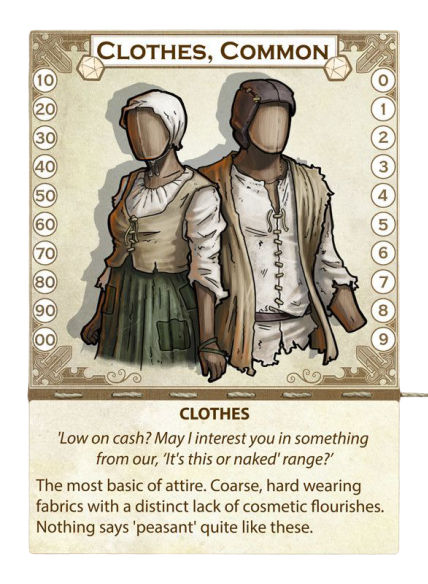 CLOTHES, COMMON
10 0
20 1
30 2
40 3
50 4
60 5
70 6
80 7
90 8
00 9
CLOTHES
'Low on cash? May I interest you in something
from our, 'It's this or naked' range?’
The most basic of attire. Coarse, hard wearing
fabrics with a distinct lack of cosmetic flourishes.
Nothing says 'peasant' quite like these.